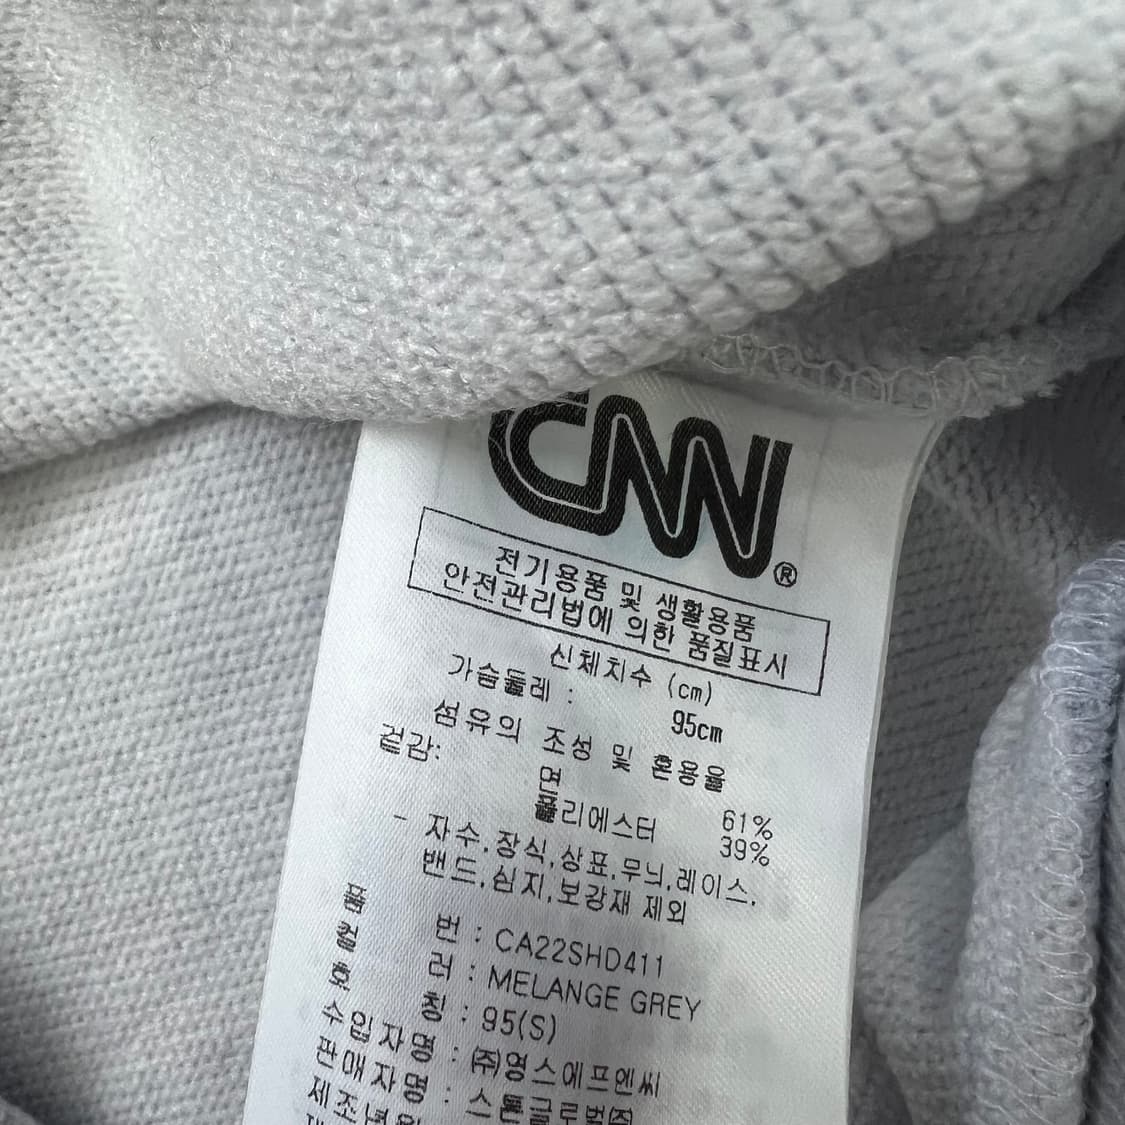 CNN®
전기용품 및 생활용품
안전관리법에 의한 품질표시
신체치수 (cm)
가슴둘레 : 95cm
섬유의 조성 및 혼용율
겉감:
면 61%
폴리에스터 39%
- 자수,장식,상표,무늬,레이스,
밴드,심지,보강재 제외
품 번 : CA22SHD411
컬 러 : MELANGE GREY
호 칭 : 95(S)
수입자명 : ㈜영스에프엔씨
판매자명 : 스톤글로벌㈜
제조년월